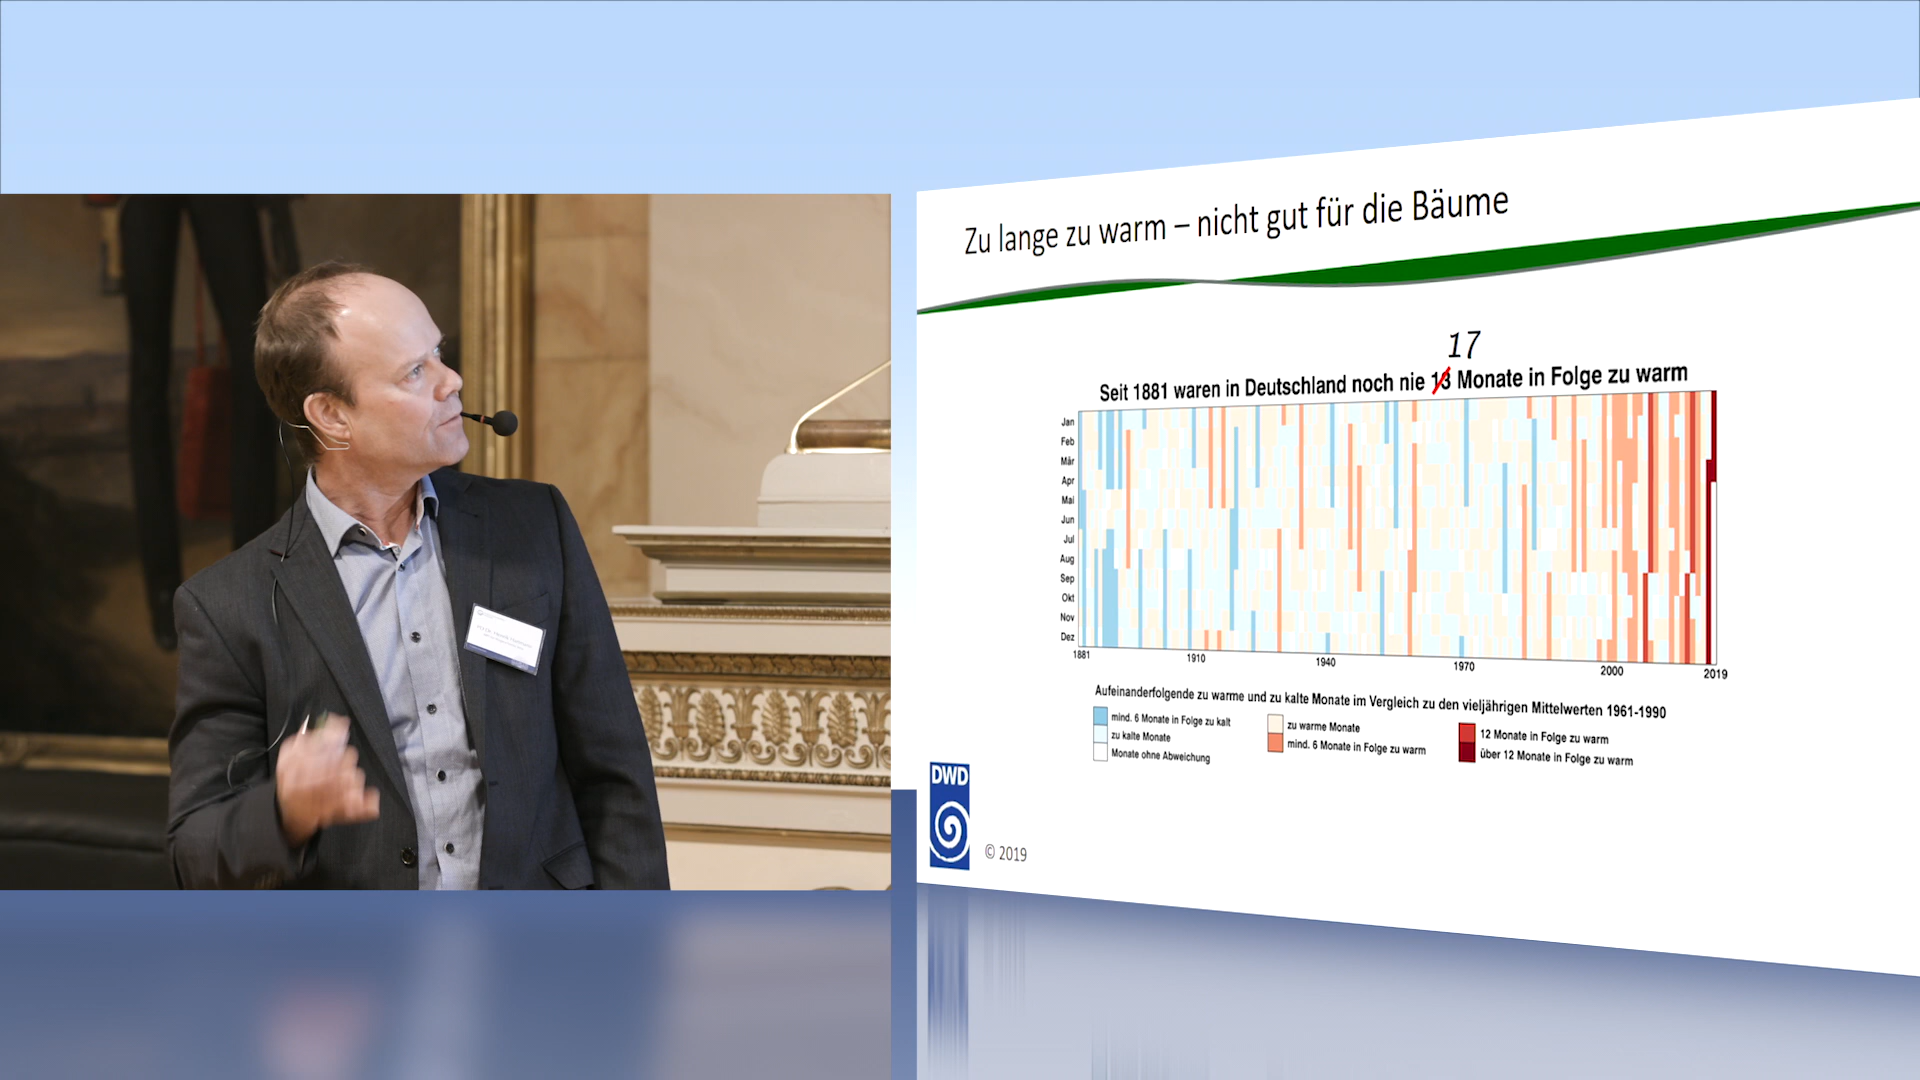 Zu lange zu warm – nicht gut für die Bäume
17
Seit 1881 waren in Deutschland noch nie 13 Monate in Folge zu warm
Jan
Feb
Mär
Apr
Mai
Jun
Jul
Aug
Sep
Okt
Nov
Dez
1881
1910
1940
1970
2000
2019
Aufeinanderfolgende zu warme und zu kalte Monate im Vergleich zu den vieljährigen Mittelwerten 1961-1990
mind. 6 Monate in Folge zu kalt
zu kalte Monate
Monate ohne Abweichung
zu warme Monate
mind. 6 Monate in Folge zu warm
12 Monate in Folge zu warm
über 12 Monate in Folge zu warm
DWD
© 2019